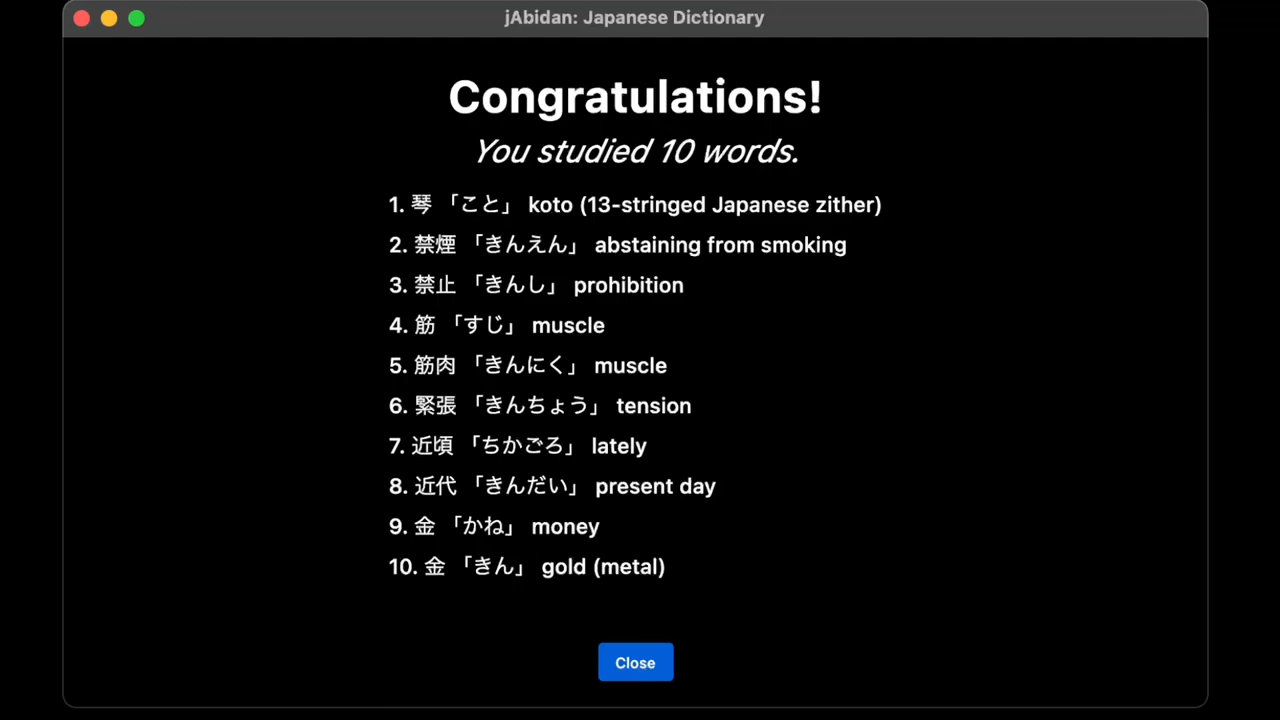 jAbidan: Japanese Dictionary
Congratulations!
You studied 10 words.
1. 琴 「こと」 koto (13-stringed Japanese zither)
2. 禁煙 「きんえん」 abstaining from smoking
3. 禁止 「きんし」 prohibition
4. 筋 「すじ」 muscle
5. 筋肉 「きんにく」 muscle
6. 緊張 「きんちょう」 tension
7. 近頃 「ちかごろ」 lately
8. 近代 「きんだい」 present day
9. 金 「かね」 money
10. 金 「きん」 gold (metal)
Close